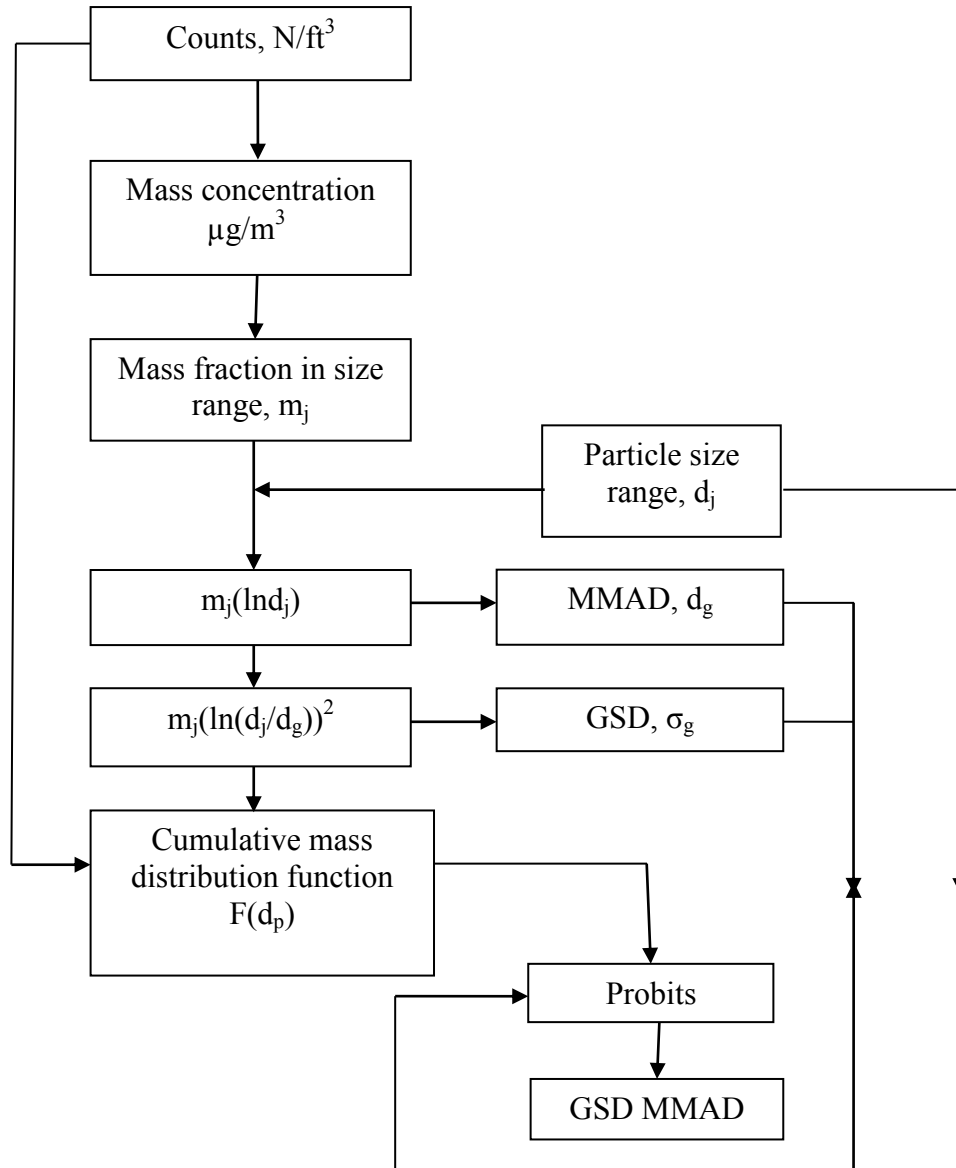 Counts, N/ft³
Mass concentration
µg/m³
Mass fraction in size
range, mⱼ
Particle size
range, dⱼ
mⱼ(lndⱼ)
MMAD, d_g
mⱼ(ln(dⱼ/d_g))²
GSD, σ_g
Cumulative mass
distribution function
F(dₚ)
Probits
GSD MMAD